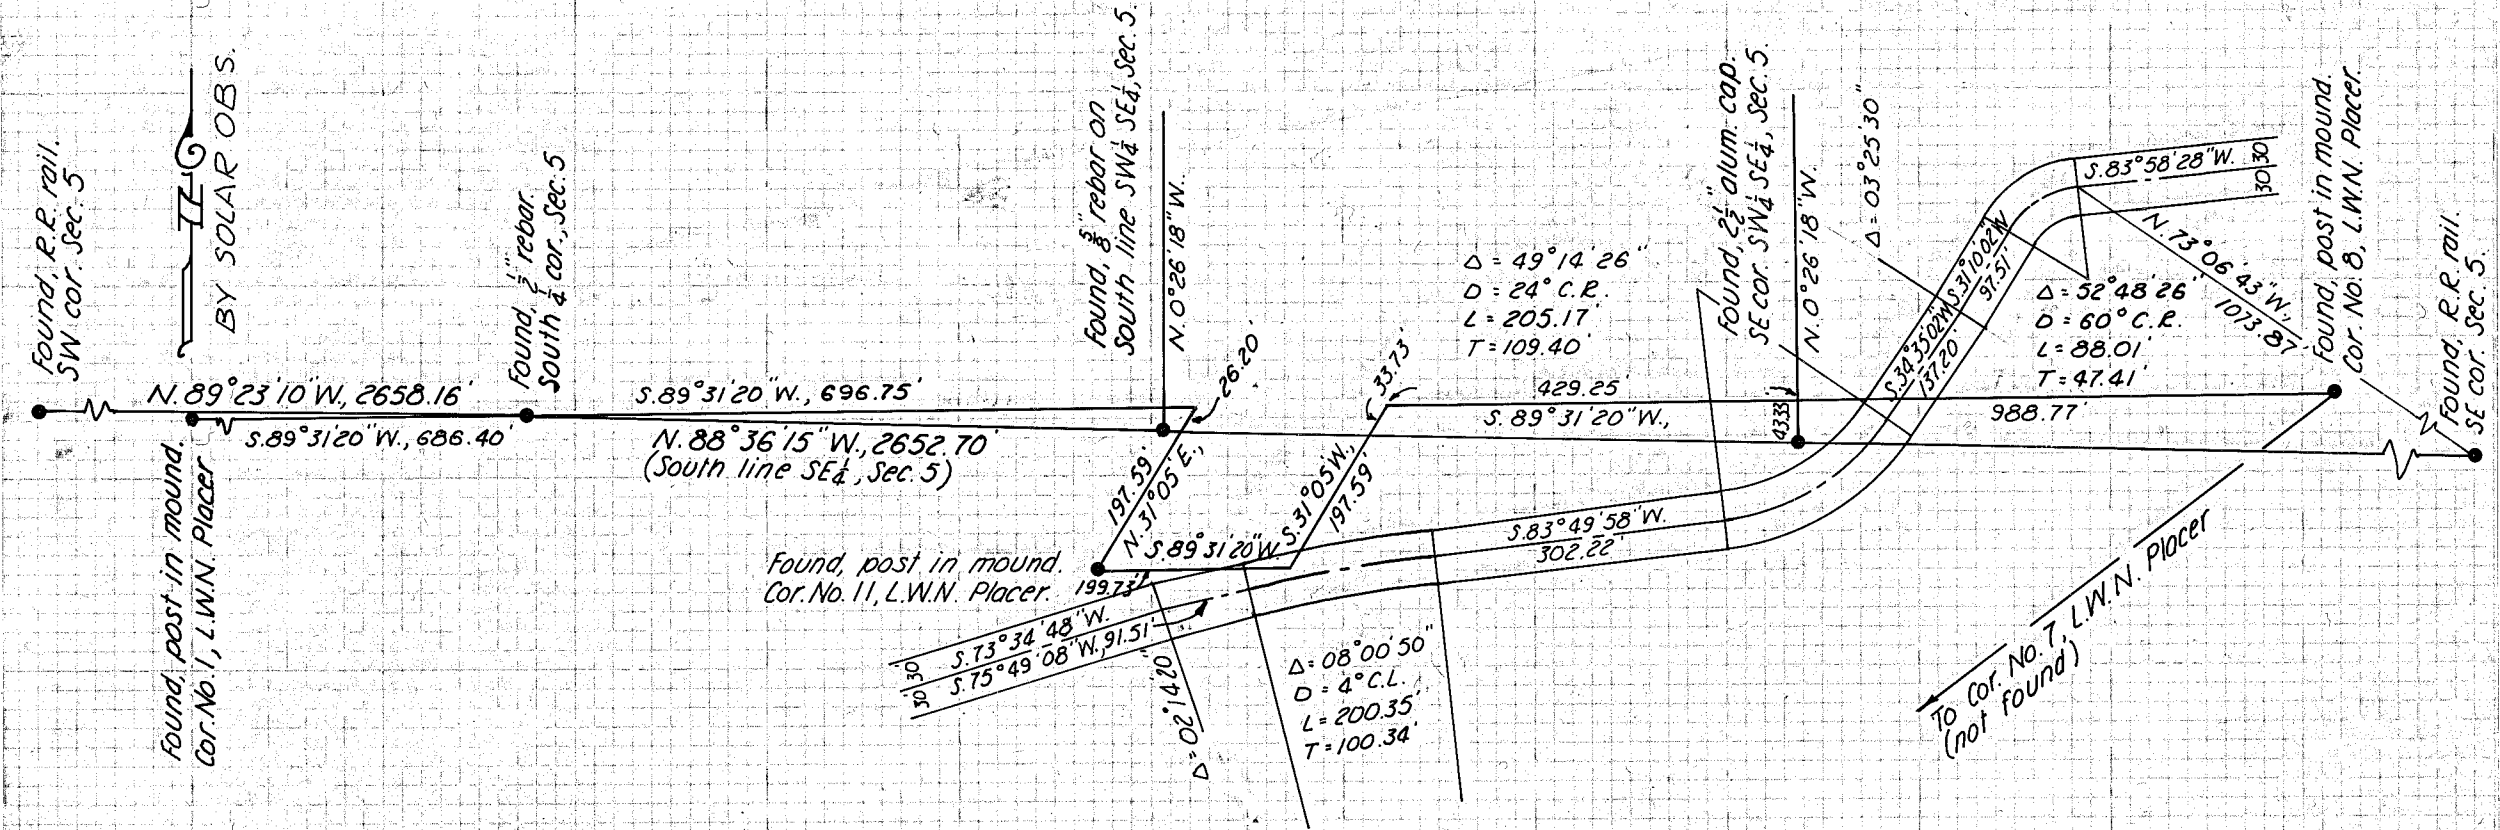 Found, R.R. rail.
SW cor. Sec. 5
BY SOLAR OBS.
N. 89°23'10"W., 2658.16'
S.89°31'20"W., 686.40'
Found, post in mound.
Cor. No. 1, L.W.N. Placer
Found, 1/2" rebar.
South 1/4 cor., Sec. 5
S.89°31'20"W., 696.75'
N. 88°36'15"W., 2652.70'
(South line SE1/4, Sec. 5)
Found, 5/8" rebar on
South line SW1/4 SE1/4, Sec. 5.
N. 0°26'18"W.
26.20'
197.59'
N. 31°05'E.,
S.89°31'20"W.
199.73'
Found, post in mound.
Cor. No. 11, L.W.N. Placer.
33.73'
S.31°05'W.,
197.59'
Δ = 49°14'26"
D = 24° C.R.
L = 205.17'
T = 109.40'
429.25'
S. 89°31'20"W.,
988.77'
Found, 2 1/2" alum. cap.
SE cor. SW1/4 SE1/4, Sec. 5.
N. 0°26'18"W.
43.33'
Δ = 03°25'30"
S.34°35'02"W.
137.20'
S.31°10'02"W
97.51'
S.83°58'28"W.
30 30
30 30
N. 73°06'43"W.,
1073.87'
Δ = 52°48'26"
D = 60° C.R.
L = 88.01'
T = 47.41'
Found, post in mound.
Cor. No. 8, L.W.N. Placer.
Found, R.R. rail.
SE cor. Sec. 5.
S.83°49'58"W.
302.22'
S.73°34'48"W.
S.75°49'08"W., 91.51'
30' 30
Δ = 02°14'20"
Δ = 08°00'50"
D = 4° C.L.
L = 200.35'
T = 100.34'
To Cor. No. 7, L.W.N. Placer
(not found)